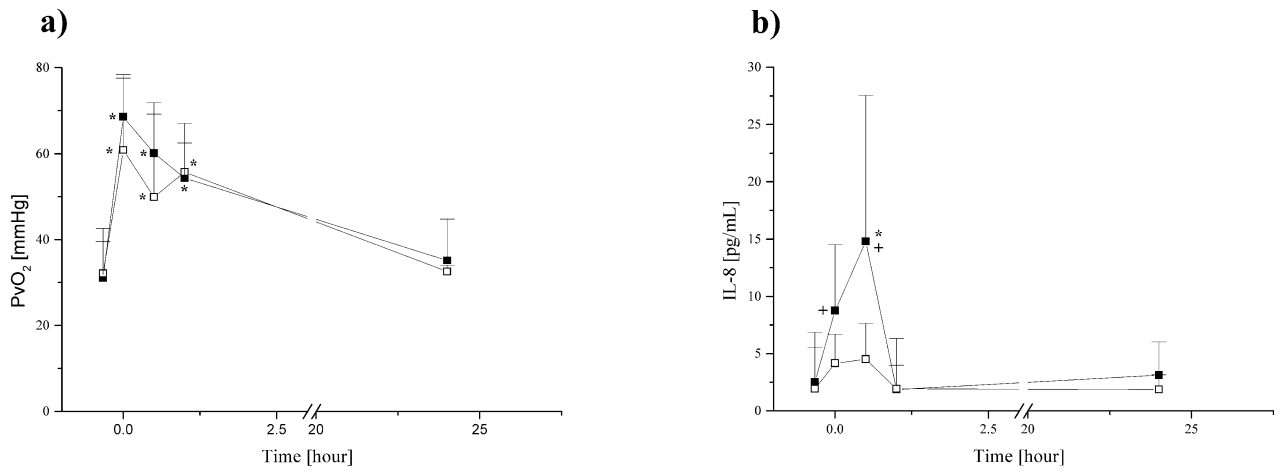 a)
80
60
40
20
0
PvO2 [mmHg]
* * * * * *
0.0 2.5 20 25
Time [hour]
b)
30
25
20
15
10
5
0
IL-8 [pg/mL]
*
+
+
0.0 2.5 20 25
Time [hour]